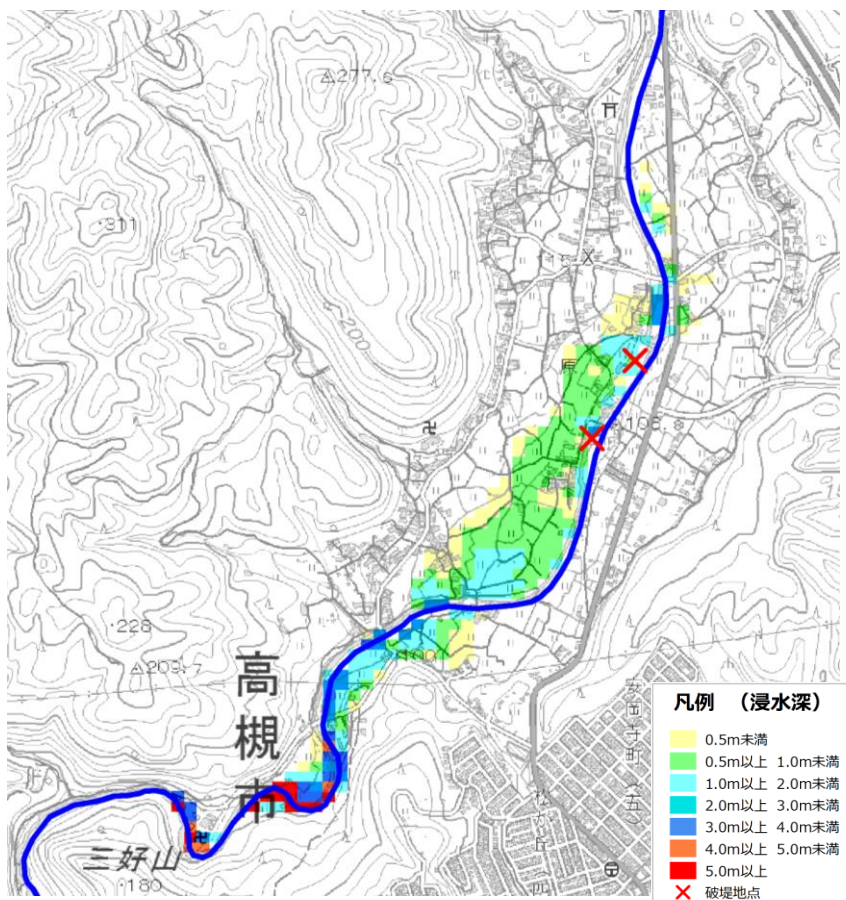 277.6
311
200
原
108.8
228
209.7
高
槻
市
三好山
180
凡例 （浸水深）
0.5m未満
0.5m以上 1.0m未満
1.0m以上 2.0m未満
2.0m以上 3.0m未満
3.0m以上 4.0m未満
4.0m以上 5.0m未満
5.0m以上
破堤地点